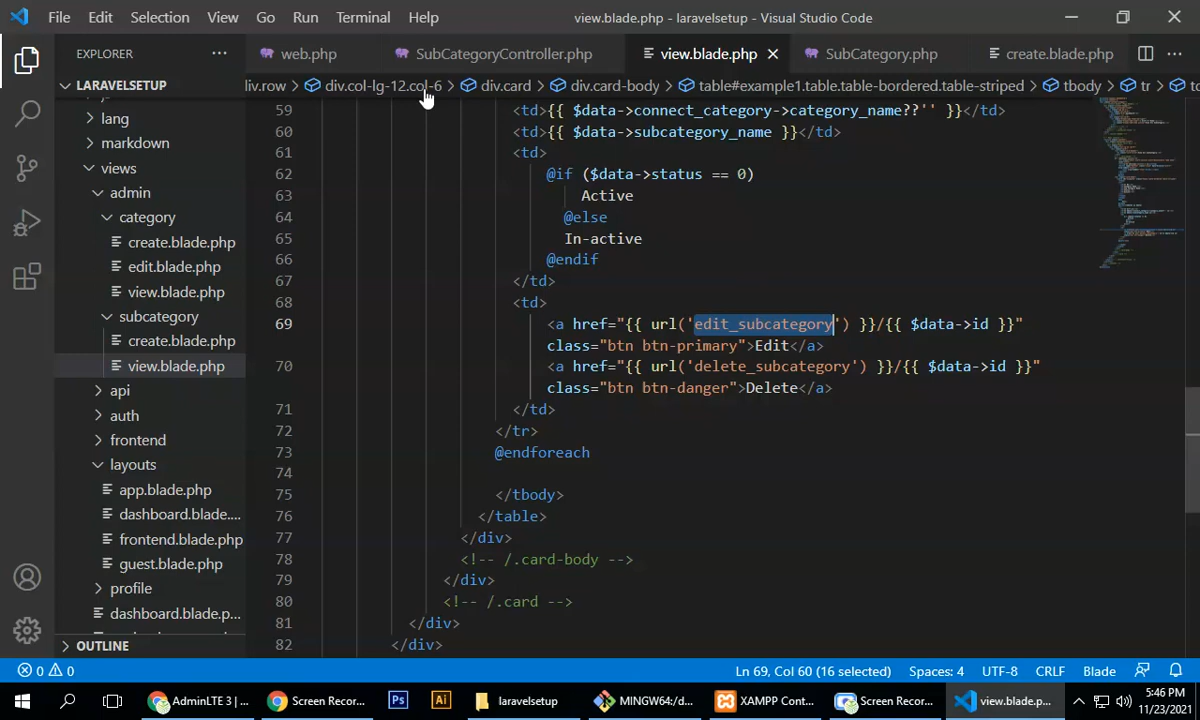 File Edit Selection View Go Run Terminal Help view.blade.php - laravelsetup - Visual Studio Code
EXPLORER ... web.php SubCategoryController.php view.blade.php × SubCategory.php create.blade.php ...
LARAVELSETUP
liv.row > div.col-lg-12.col-6 > div.card > div.card-body > table#example1.table.table-bordered.table-striped > tbody > tr >
lang
markdown
views
admin
category
create.blade.php
edit.blade.php
view.blade.php
subcategory
create.blade.php
view.blade.php
api
auth
frontend
layouts
app.blade.php
dashboard.blade....
frontend.blade.php
guest.blade.php
profile
dashboard.blade.p...
OUTLINE
59 <td>{{ $data->connect_category->category_name??'' }}</td>
60 <td>{{ $data->subcategory_name }}</td>
61 <td>
62 @if ($data->status == 0)
63 Active
64 @else
65 In-active
66 @endif
67 </td>
68 <td>
69 <a href="{{ url('edit_subcategory') }}/{{ $data->id }}"
class="btn btn-primary">Edit</a>
70 <a href="{{ url('delete_subcategory') }}/{{ $data->id }}"
class="btn btn-danger">Delete</a>
71 </td>
72 </tr>
73 @endforeach
74
75 </tbody>
76 </table>
77 </div>
78 <!-- /.card-body -->
79 </div>
80 <!-- /.card -->
81 </div>
82 </div>
0 0 Ln 69, Col 60 (16 selected) Spaces: 4 UTF-8 CRLF Blade
AdminLTE 3 | ... Screen Recor... Ps Ai laravelsetup MINGW64:/d... XAMPP Cont... Screen Recor... view.blade.ph... 5:46 PM
11/23/2021